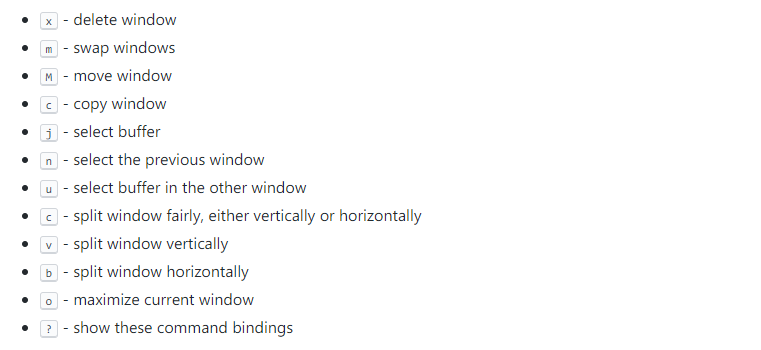 x - delete window
m - swap windows
M - move window
c - copy window
j - select buffer
n - select the previous window
u - select buffer in the other window
c - split window fairly, either vertically or horizontally
v - split window vertically
b - split window horizontally
o - maximize current window
? - show these command bindings